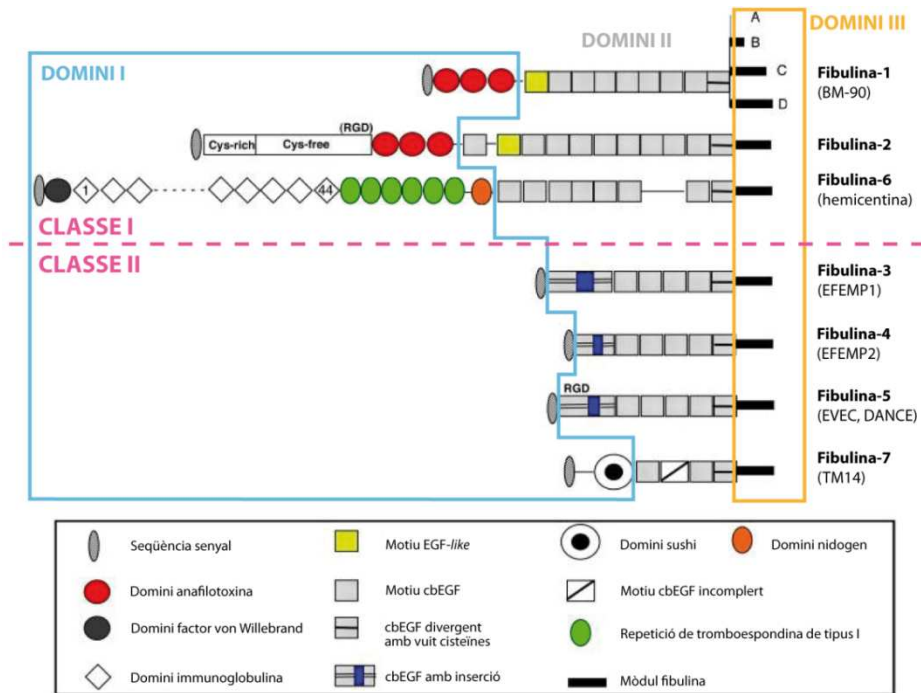 A
DOMINI III
DOMINI II
B
DOMINI I
C
Fibulina-1
(BM-90)
D
(RGD)
Cys-rich
Cys-free
Fibulina-2
1
44
Fibulina-6
(hemicentina)
CLASSE I
CLASSE II
Fibulina-3
(EFEMP1)
Fibulina-4
(EFEMP2)
RGD
Fibulina-5
(EVEC, DANCE)
Fibulina-7
(TM14)
Seqüència senyal
Motiu EGF-like
Domini sushi
Domini nidogen
Domini anafilotoxina
Motiu cbEGF
Motiu cbEGF incomplert
Domini factor von Willebrand
cbEGF divergent
amb vuit cisteïnes
Repetició de tromboespondina de tipus I
Domini immunoglobulina
cbEGF amb inserció
Mòdul fibulina